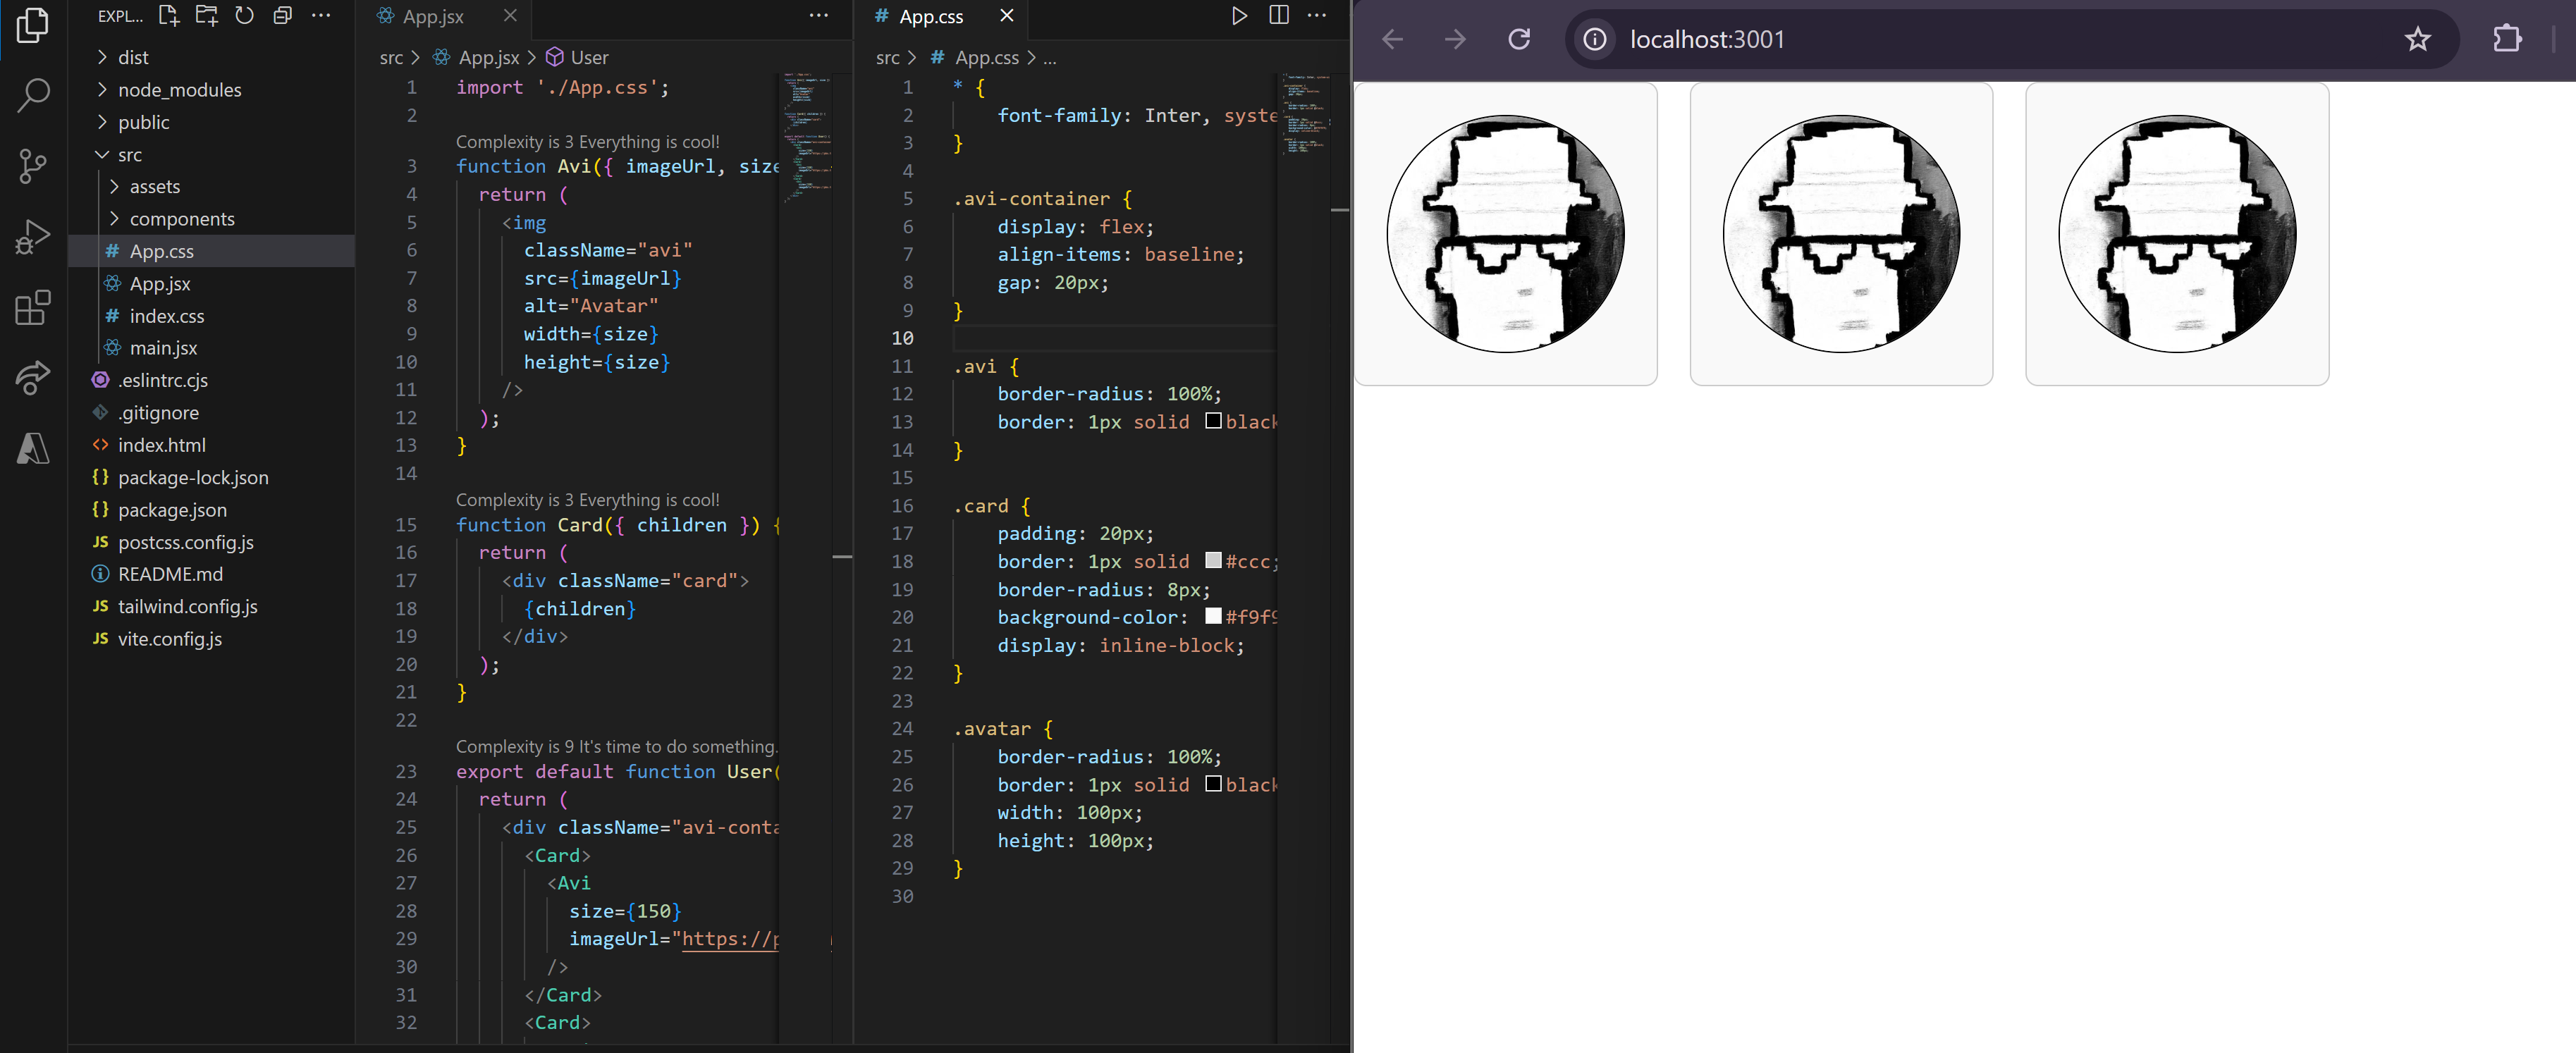 EXPL...
dist
node_modules
public
src
assets
components
# App.css
App.jsx
# index.css
main.jsx
.eslintrc.cjs
.gitignore
<> index.html
{} package-lock.json
{} package.json
JS postcss.config.js
README.md
JS tailwind.config.js
JS vite.config.js
App.jsx
src > App.jsx > User
1 import './App.css';
2
Complexity is 3 Everything is cool!
3 function Avi({ imageUrl, size
4 return (
5 <img
6 className="avi"
7 src={imageUrl}
8 alt="Avatar"
9 width={size}
10 height={size}
11 />
12 );
13 }
14
Complexity is 3 Everything is cool!
15 function Card({ children }) {
16 return (
17 <div className="card">
18 {children}
19 </div>
20 );
21 }
22
Complexity is 9 It's time to do something.
23 export default function User(
24 return (
25 <div className="avi-conta
26 <Card>
27 <Avi
28 size={150}
29 imageUrl="https://p
30 />
31 </Card>
32 <Card>
# App.css
src > # App.css > ...
1 * {
2 font-family: Inter, syste
3 }
4
5 .avi-container {
6 display: flex;
7 align-items: baseline;
8 gap: 20px;
9 }
10
11 .avi {
12 border-radius: 100%;
13 border: 1px solid black
14 }
15
16 .card {
17 padding: 20px;
18 border: 1px solid #ccc;
19 border-radius: 8px;
20 background-color: #f9f9
21 display: inline-block;
22 }
23
24 .avatar {
25 border-radius: 100%;
26 border: 1px solid black
27 width: 100px;
28 height: 100px;
29 }
30
localhost:3001